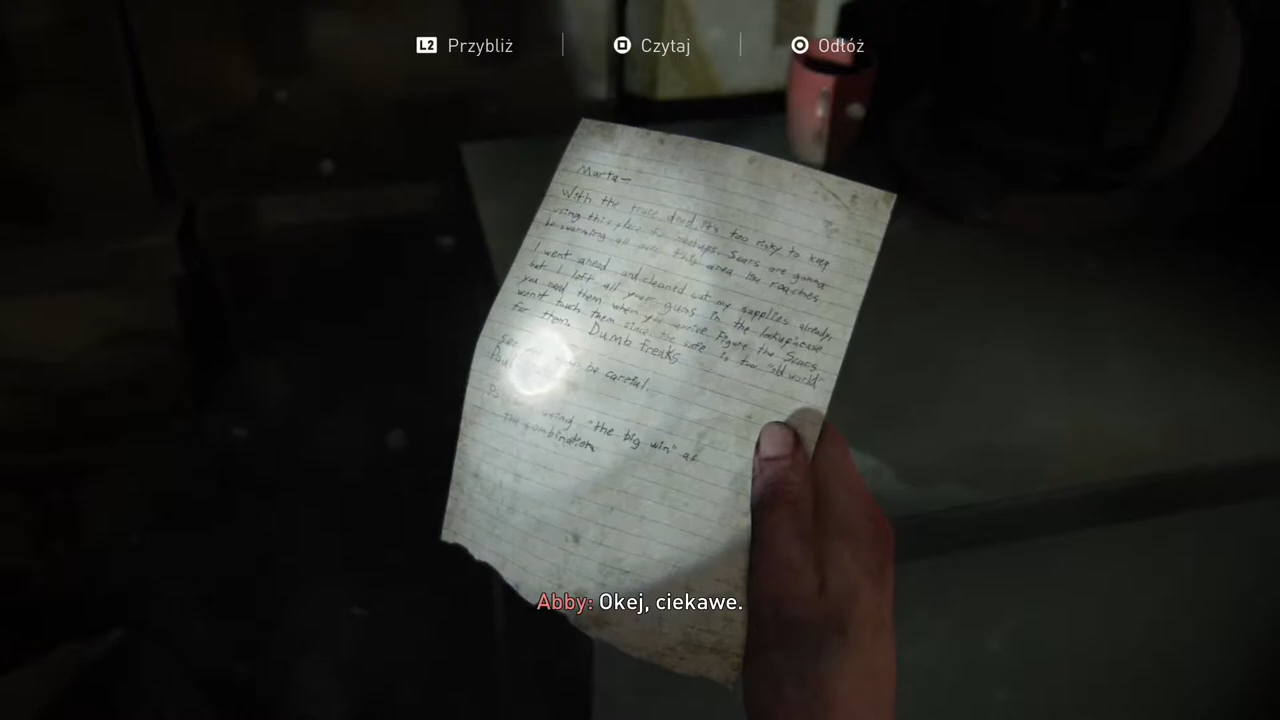 L2 Przybliż
Czytaj
Odłóż
Marta—
With the truce dead, it's too risky to keep
using this place for meetups. Scars are gonna
be swarming all over this area like roaches.
I went ahead and cleaned out my supplies already,
but I left all your guns in the lockup case
you need them when you arrive. Figure the Scars
won't touch them since the safe is too "old world"
for them. Dumb freaks
be careful.
using "the big win" as
the combination
Abby: Okej, ciekawe.